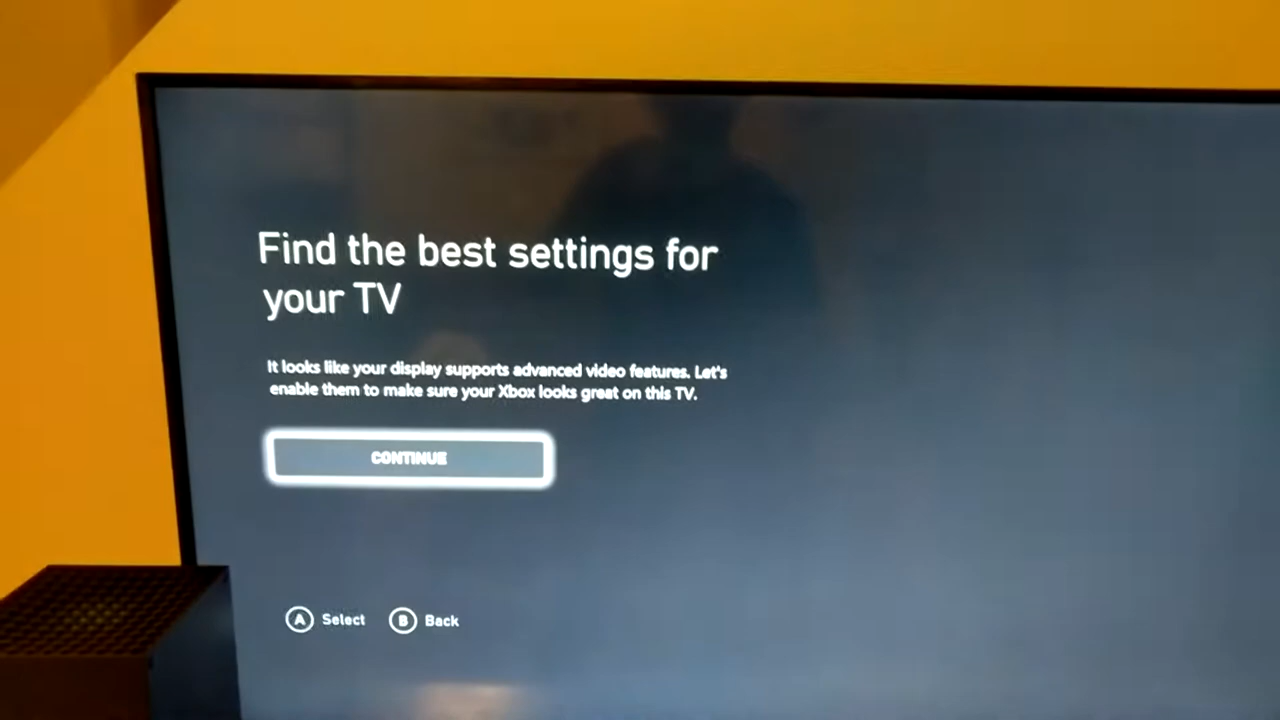 Find the best settings for
your TV
It looks like your display supports advanced video features. Let's
enable them to make sure your Xbox looks great on this TV.
CONTINUE
A Select B Back